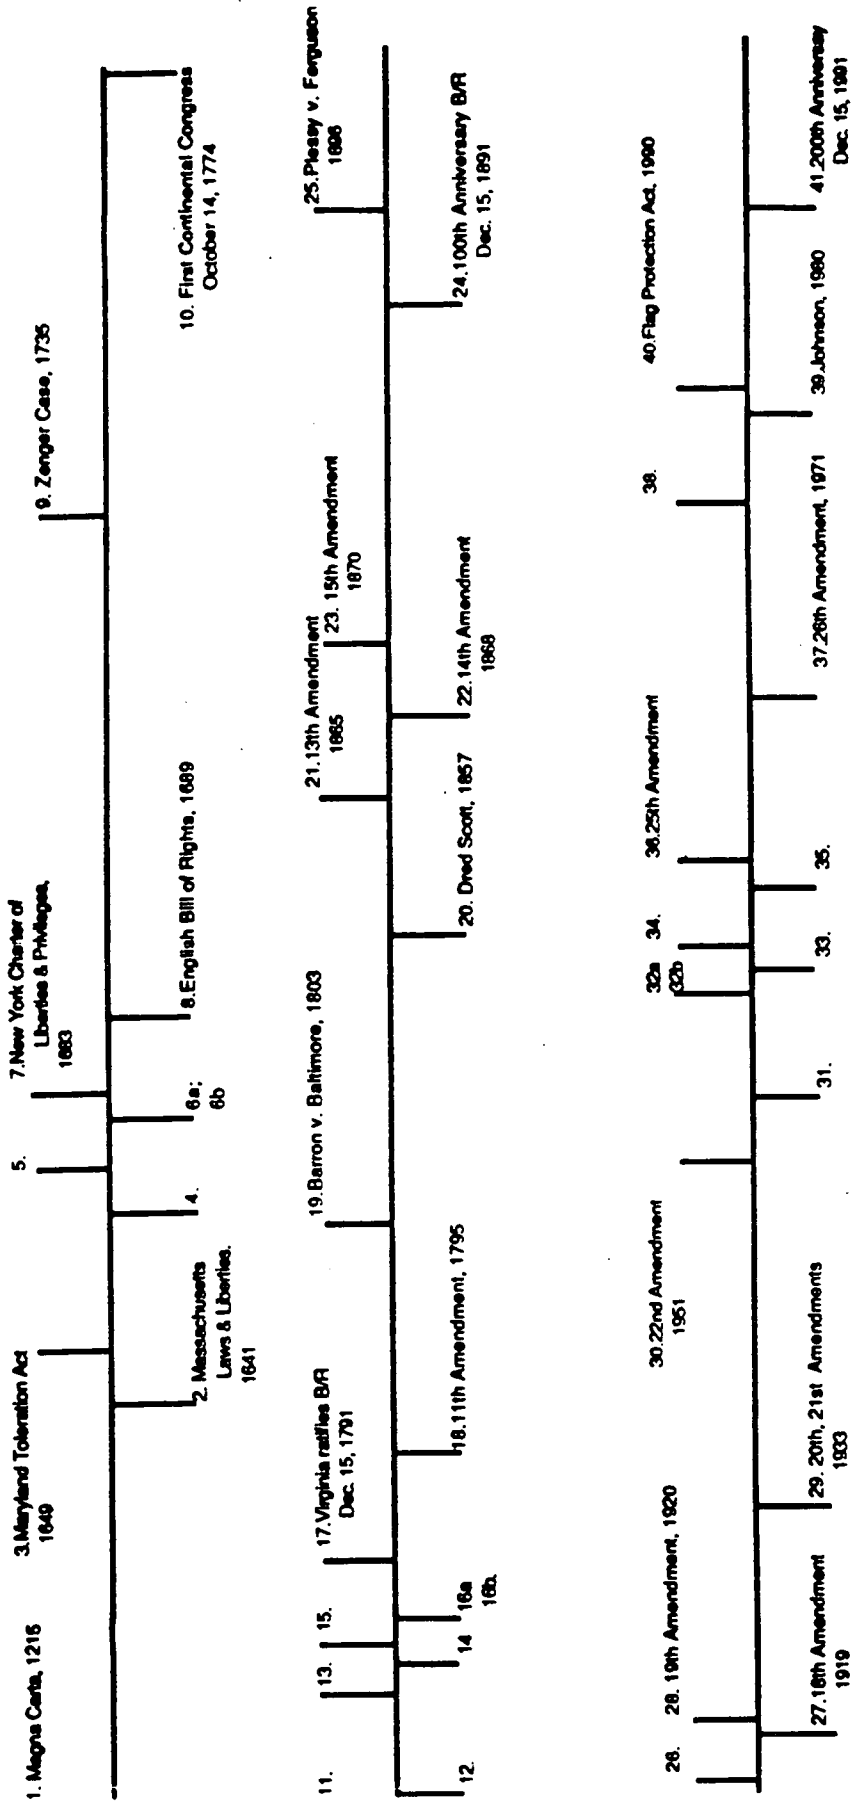 1. Magna Carta, 1215
3.Maryland Toleration Act
1649
5.
7.New York Charter of
Liberties & Privileges,
1683
9. Zenger Case, 1735
2. Massachusetts
Laws & Liberties.
1641
4.
6a;
6b
8.English Bill of Rights, 1689
10. First Continental Congress
October 14, 1774
11.
13.
15.
17.Virginia ratifies B/R
Dec. 15, 1791
19.Barron v. Baltimore, 1803
21.13th Amendment
1865
23. 15th Amendment
1870
25.Plessy v. Ferguson
1896
12.
14
16a
16b.
18.11th Amendment, 1795
20. Dred Scott, 1857
22.14th Amendment
1868
24.100th Anniversary B/R
Dec. 15, 1891
26.
28. 19th Amendment, 1920
30.22nd Amendment
1951
32a
32b
34.
36.25th Amendment
38.
40.Flag Protection Act, 1990
27.18th Amendment
1919
29. 20th, 21st Amendments
1933
31.
33.
35.
37.26th Amendment, 1971
39.Johnson, 1980
41.200th Anniversay
Dec. 15, 1991